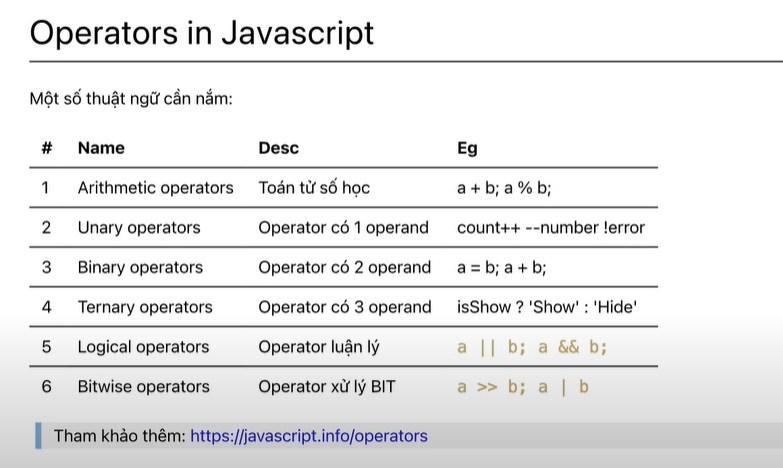 Operators in Javascript
Một số thuật ngữ cần nắm:
# Name Desc Eg
1 Arithmetic operators Toán tử số học a + b; a % b;
2 Unary operators Operator có 1 operand count++ --number !error
3 Binary operators Operator có 2 operand a = b; a + b;
4 Ternary operators Operator có 3 operand isShow ? 'Show' : 'Hide'
5 Logical operators Operator luận lý a || b; a && b;
6 Bitwise operators Operator xử lý BIT a >> b; a | b
Tham khảo thêm: https://javascript.info/operators